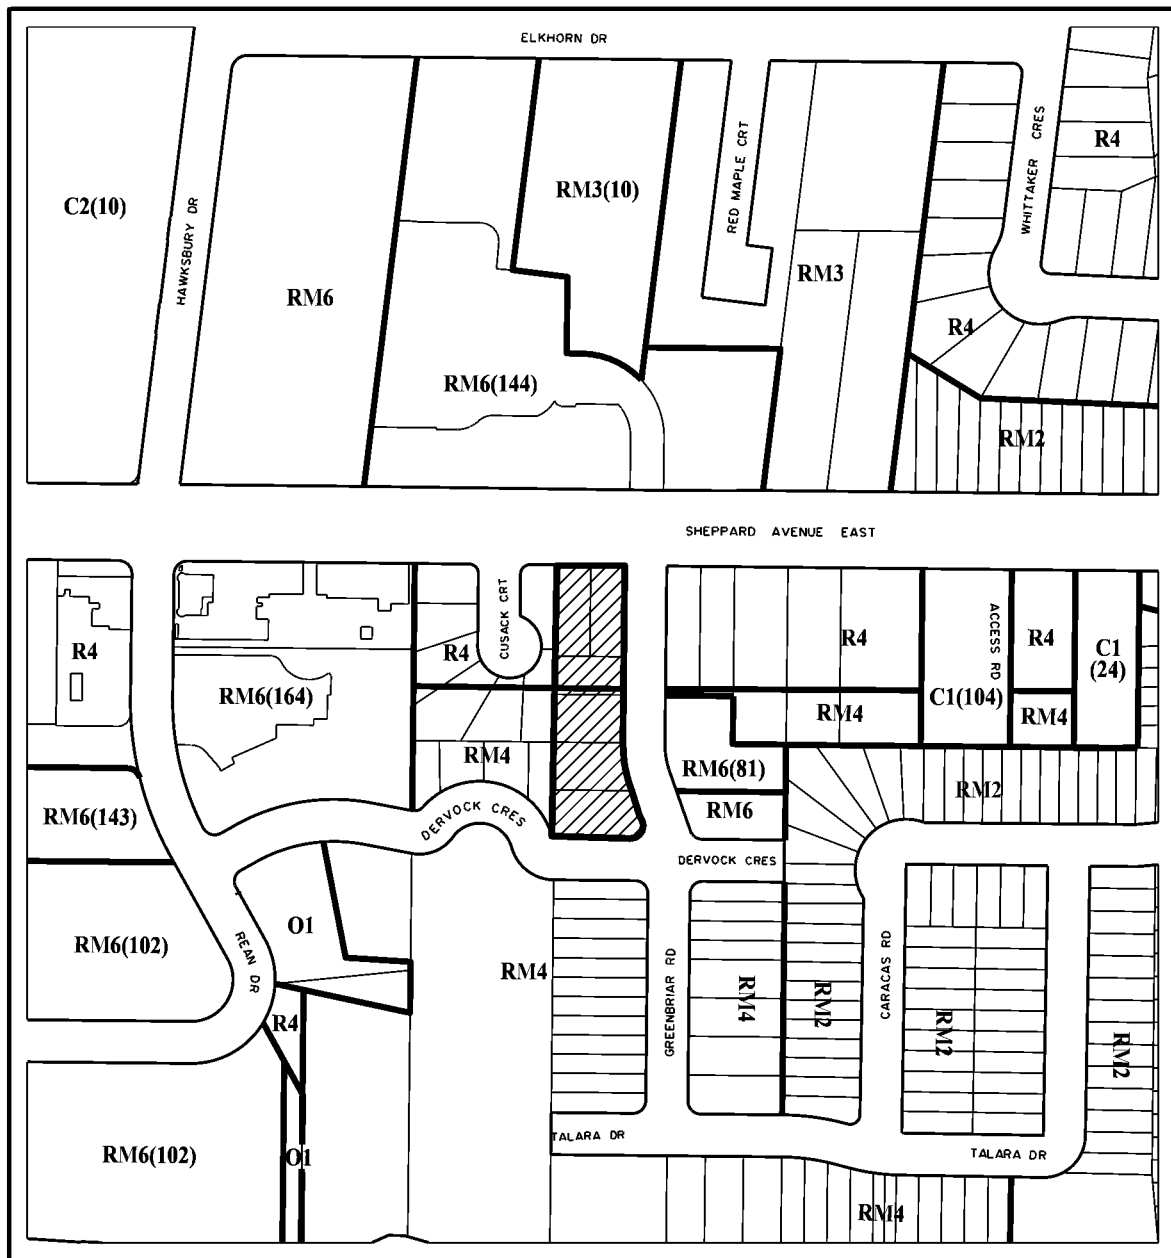 ELKHORN DR
R4
WHITTAKER CRES
RED MAPLE CRT
RM3(10)
C2(10)
HAWKSBURY DR
RM6
RM3
R4
RM6(144)
RM2
SHEPPARD AVENUE EAST
CUSACK CRT
ACCESS RD
R4
R4
R4
R4
C1
(24)
RM6(164)
C1(104)
RM4
RM4
RM4
RM6(81)
RM2
RM6(143)
RM6
DERVOCK CRES
DERVOCK CRES
O1
RM6(102)
REAN DR
RM4
GREENBRIAR RD
RM4
RM2
CARACAS RD
RM2
RM2
R4
TALARA DR
TALARA DR
RM6(102)
O1
RM4